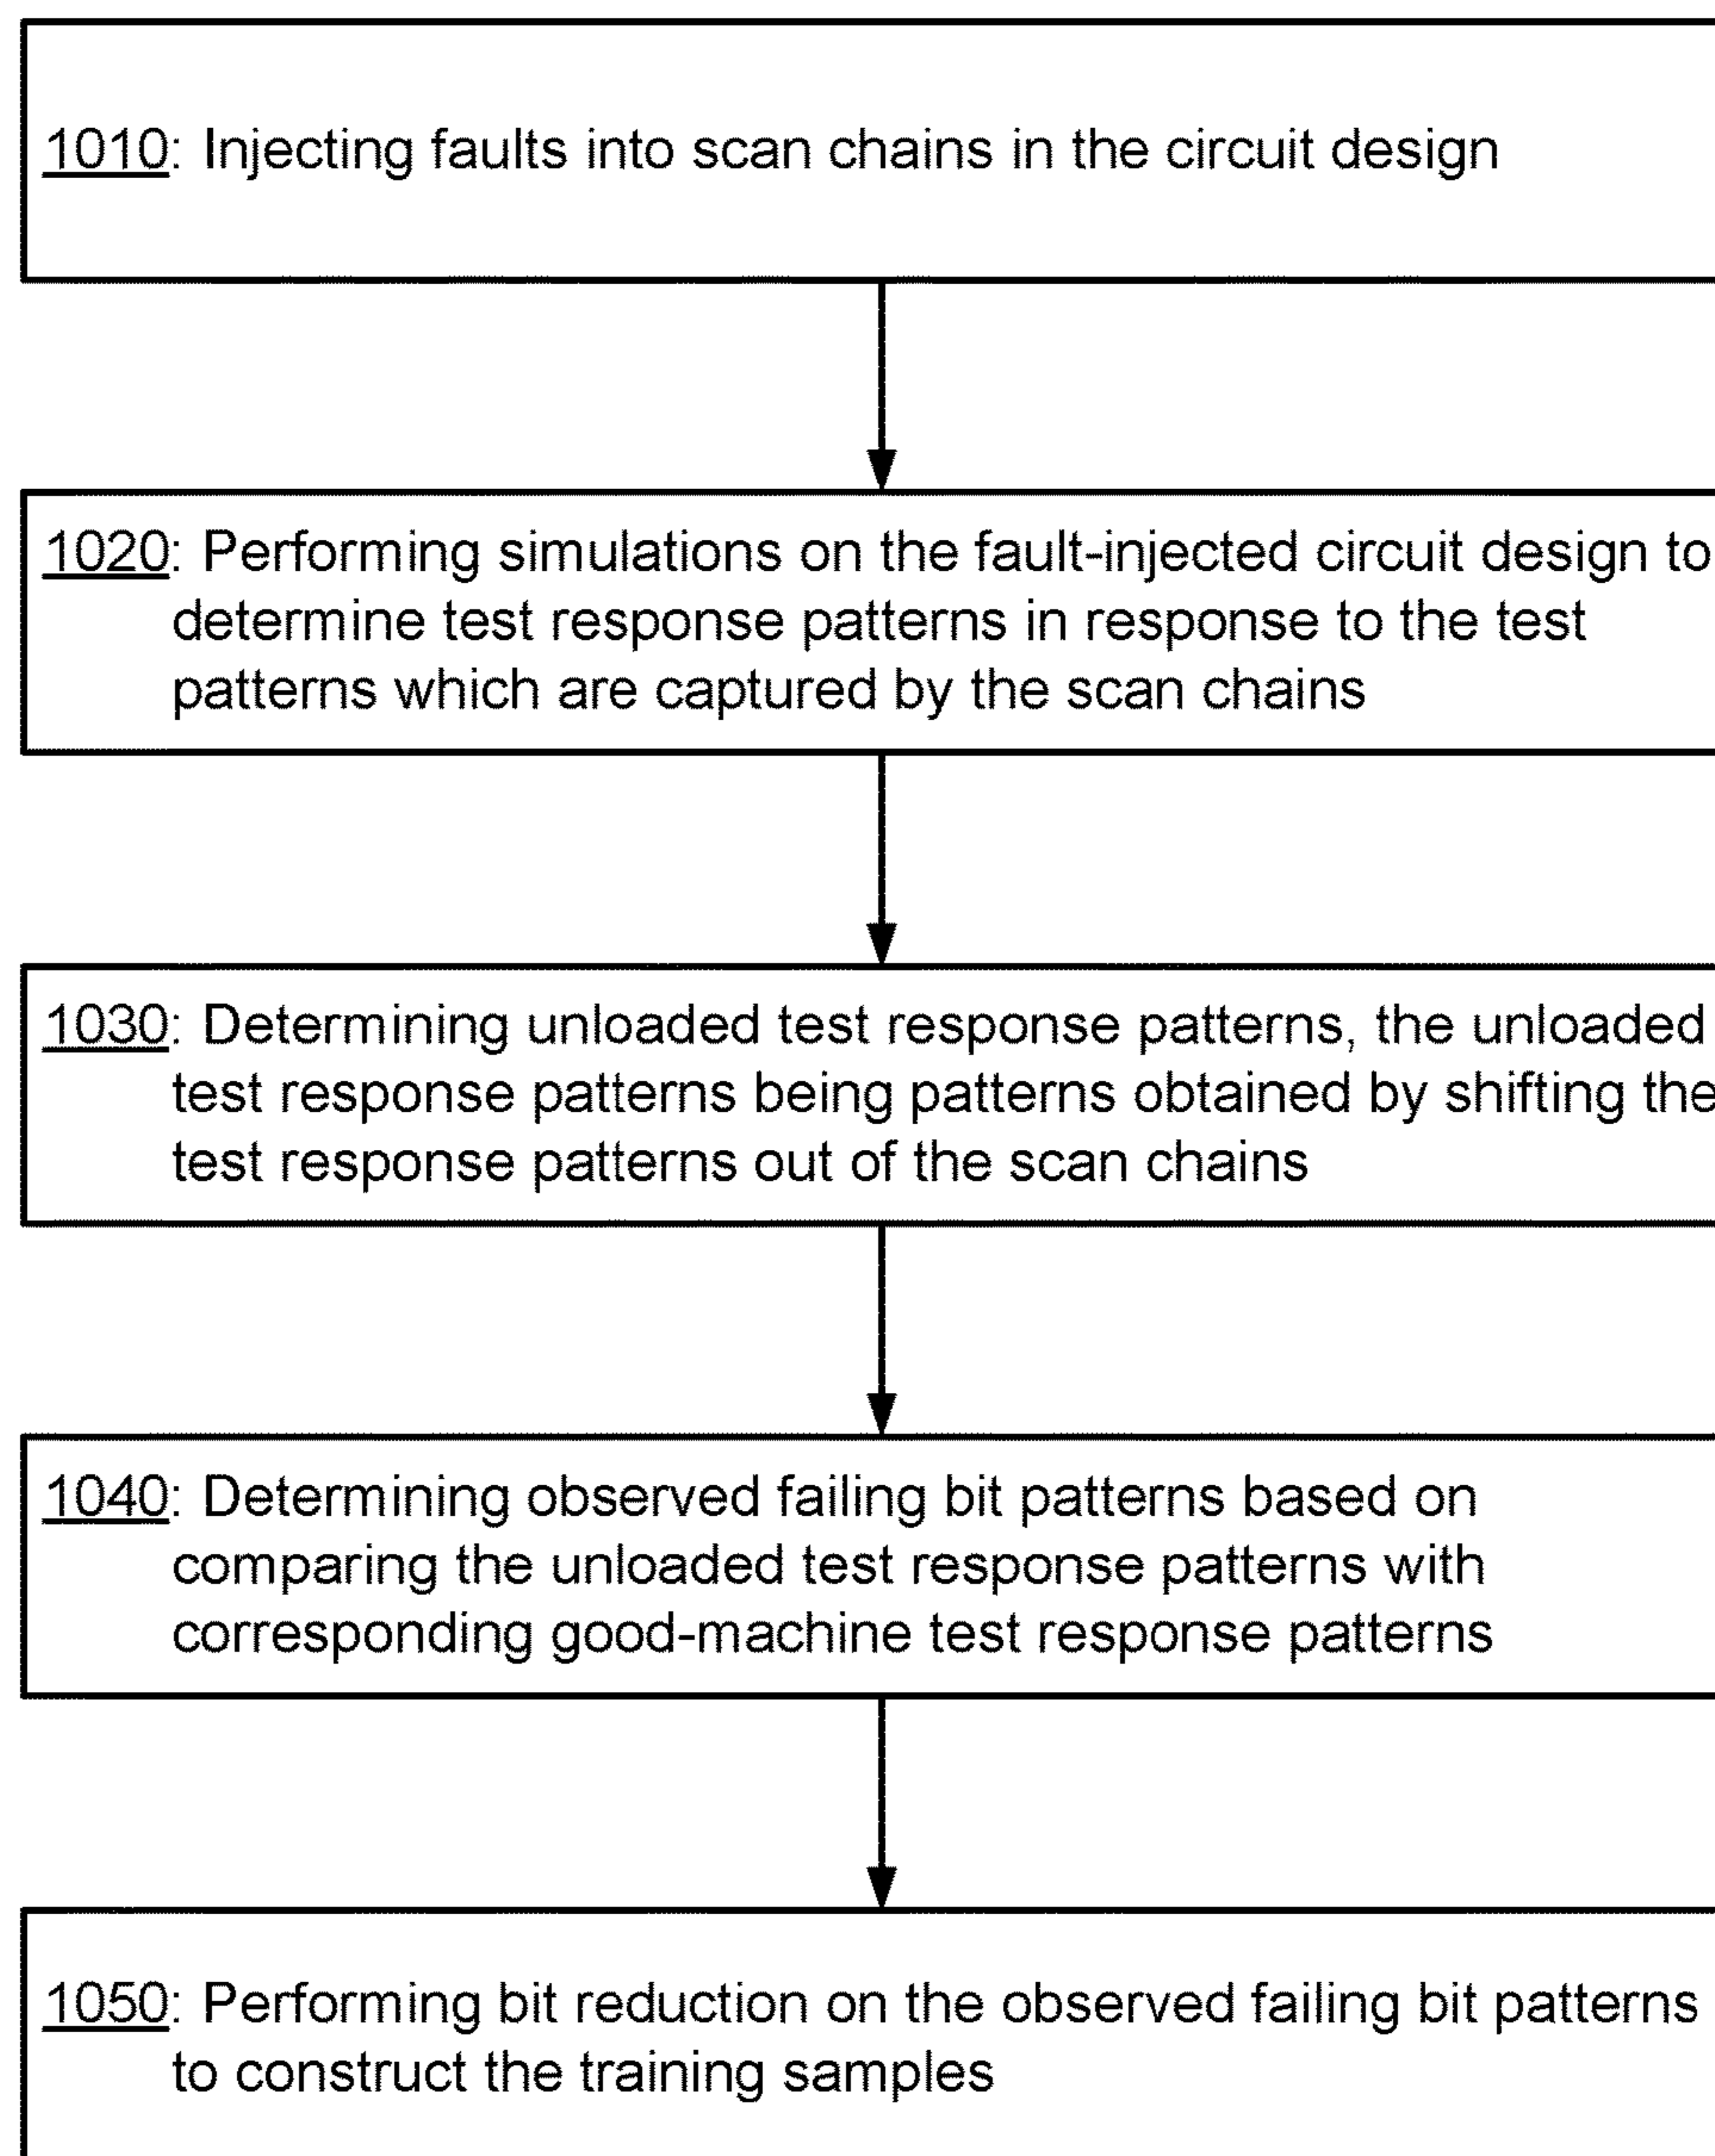 1010: Injecting faults into scan chains in the circuit design
1020: Performing simulations on the fault-injected circuit design to
determine test response patterns in response to the test
patterns which are captured by the scan chains
1030: Determining unloaded test response patterns, the unloaded
test response patterns being patterns obtained by shifting the
test response patterns out of the scan chains
1040: Determining observed failing bit patterns based on
comparing the unloaded test response patterns with
corresponding good-machine test response patterns
1050: Performing bit reduction on the observed failing bit patterns
to construct the training samples